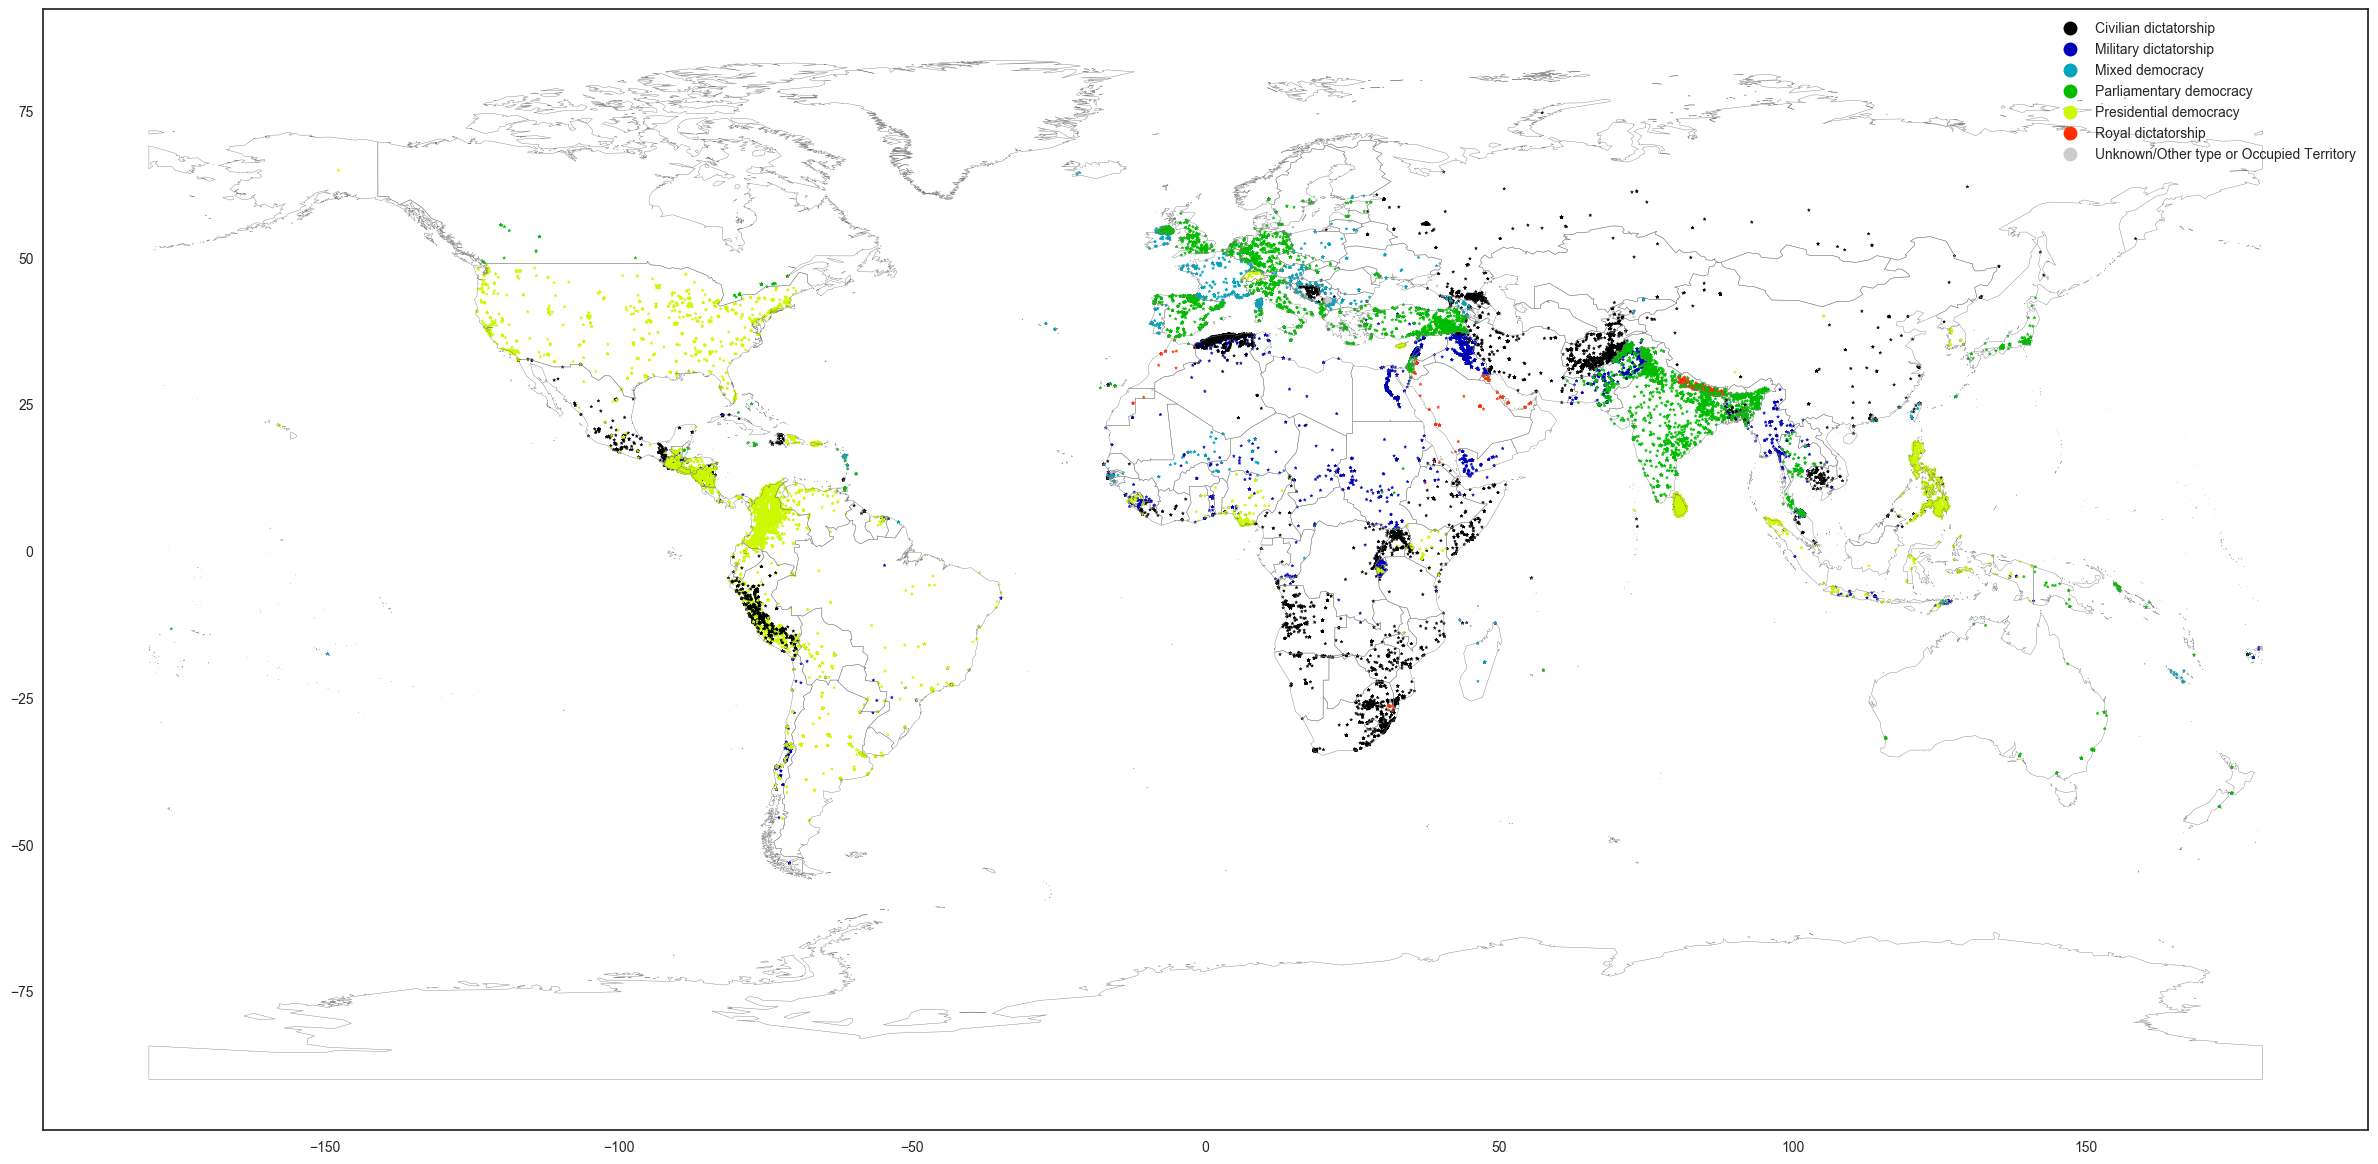 Civilian dictatorship
Military dictatorship
Mixed democracy
Parliamentary democracy
Presidential democracy
Royal dictatorship
Unknown/Other type or Occupied Territory
75
50
25
0
−25
−50
−75
−150
−100
−50
0
50
100
150